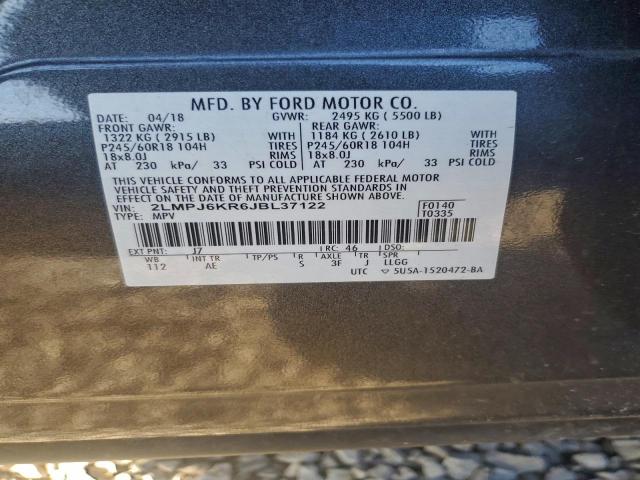 MFD. BY FORD MOTOR CO.
DATE: 04/18 GVWR: 2495 KG ( 5500 LB)
FRONT GAWR: REAR GAWR:
1322 KG ( 2915 LB) WITH 1184 KG ( 2610 LB) WITH
P245/60R18 104H TIRES P245/60R18 104H TIRES
18x8.0J RIMS 18x8.0J RIMS
AT 230 kPa/ 33 PSI COLD AT 230 kPa/ 33 PSI COLD
THIS VEHICLE CONFORMS TO ALL APPLICABLE FEDERAL MOTOR
VEHICLE SAFETY AND THEFT PREVENTION STANDARDS IN
EFFECT ON THE DATE OF MANUFACTURE SHOWN ABOVE.
VIN: 2LMPJ6KR6JBL37122 F0140
TYPE: MPV T0335
EXT PNT: J7 RC: 46 DSO:
WB INT TR TP/PS R AXLE TR SPR
112 AE S 3F J LLGG
UTC 5U5A-1520472-BA